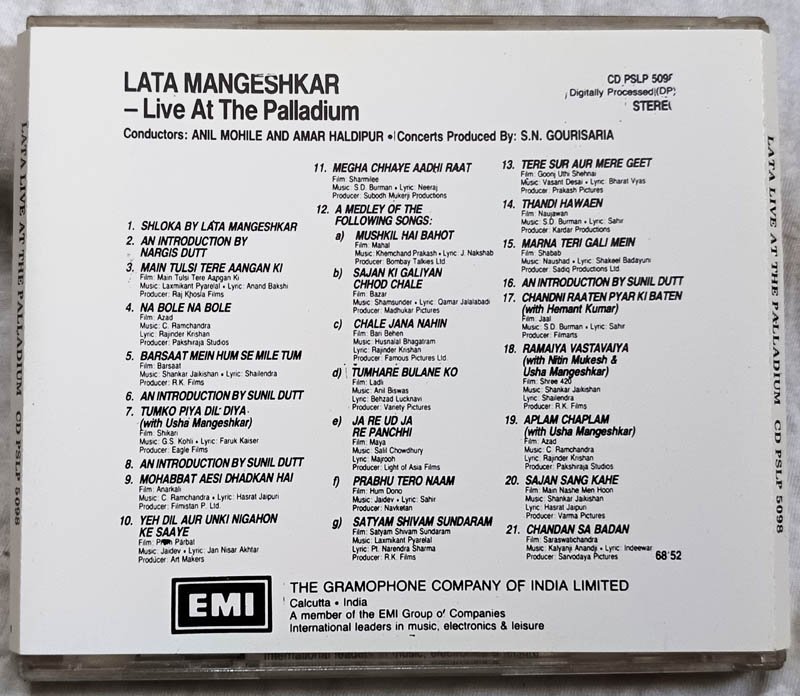 LATA MANGESHKAR
– Live At The Palladium
CD PSLP 5098
Digitally Processed (DP)
STEREO
Conductors: ANIL MOHILE AND AMAR HALDIPUR • Concerts Produced By: S.N. GOURISARIA
1. SHLOKA BY LATA MANGESHKAR
2. AN INTRODUCTION BY
NARGIS DUTT
3. MAIN TULSI TERE AANGAN KI
Film: Main Tulsi Tere Aangan Ki
Music: Laxmikant Pyarelal • Lyric: Anand Bakshi
Producer: Raj Khosla Films
4. NA BOLE NA BOLE
Film: Azad
Music: C. Ramchandra
Lyric: Rajinder Krishan
Producer: Pakshiraja Studios
5. BARSAAT MEIN HUM SE MILE TUM
Film: Barsaat
Music: Shankar Jaikishan • Lyric: Shailendra
Producer: R.K. Films
6. AN INTRODUCTION BY SUNIL DUTT
7. TUMKO PIYA DIL DIYA
(with Usha Mangeshkar)
Film: Shikari
Music: G.S. Kohli • Lyric: Faruk Kaiser
Producer: Eagle Films
8. AN INTRODUCTION BY SUNIL DUTT
9. MOHABBAT AESI DHADKAN HAI
Film: Anarkali
Music: C. Ramchandra • Lyric: Hasrat Jaipuri
Producer: Filmistan P. Ltd.
10. YEH DIL AUR UNKI NIGAHON
KE SAAYE
Film: Prem Parbat
Music: Jaidev • Lyric: Jan Nisar Akhtar
Producer: Art Makers
11. MEGHA CHHAYE AADHI RAAT
Film: Sharmilee
Music: S.D. Burman • Lyric: Neeraj
Producer: Subodh Mukerji Productions
12. A MEDLEY OF THE
FOLLOWING SONGS:
a) MUSHKIL HAI BAHOT
Film: Mahal
Music: Khemchand Prakash • Lyric: J. Nakshab
Producer: Bombay Talkies Ltd
b) SAJAN KI GALIYAN
CHHOD CHALE
Film: Bazar
Music: Shamsunder • Lyric: Qamar Jalalabadi
Producer: Madhukar Pictures
c) CHALE JANA NAHIN
Film: Bari Behen
Music: Husnalal Bhagatram
Lyric: Rajinder Krishan
Producer: Famous Pictures Ltd.
d) TUMHARE BULANE KO
Film: Ladli
Music: Anil Biswas
Lyric: Behzad Lucknavi
Producer: Variety Pictures
e) JA RE UD JA
RE PANCHHI
Film: Maya
Music: Salil Chowdhury
Lyric: Majrooh
Producer: Light of Asia Films
f) PRABHU TERO NAAM
Film: Hum Dono
Music: Jaidev • Lyric: Sahir
Producer: Navketan
g) SATYAM SHIVAM SUNDARAM
Film: Satyam Shivam Sundaram
Music: Laxmikant Pyarelal
Lyric: Pt. Narendra Sharma
Producer: R.K. Films
13. TERE SUR AUR MERE GEET
Film: Goonj Uthi Shehnai
Music: Vasant Desai • Lyric: Bharat Vyas
Producer: Prakash Pictures
14. THANDI HAWAEN
Film: Naujawan
Music: S.D. Burman • Lyric: Sahir
Producer: Kardar Productions
15. MARNA TERI GALI MEIN
Film: Shabab
Music: Naushad • Lyric: Shakeel Badayuni
Producer: Sadiq Productions Ltd
16. AN INTRODUCTION BY SUNIL DUTT
17. CHANDNI RAATEN PYAR KI BATEN
(with Hemant Kumar)
Film: Jaal
Music: S.D. Burman • Lyric: Sahir
Producer: Filmarts
18. RAMAIYA VASTAVAIYA
(with Nitin Mukesh &
Usha Mangeshkar)
Film: Shree 420
Music: Shankar Jaikishan
Lyric: Shailendra
Producer: R.K. Films
19. APLAM CHAPLAM
(with Usha Mangeshkar)
Film: Azad
Music: C. Ramchandra
Lyric: Rajinder Krishan
Producer: Pakshiraja Studios
20. SAJAN SANG KAHE
Film: Main Nashe Men Hoon
Music: Shankar Jaikishan
Lyric: Hasrat Jaipuri
Producer: Varma Pictures
21. CHANDAN SA BADAN
Film: Saraswatichandra
Music: Kalyanji Anandji • Lyric: Indeewar
Producer: Sarvodaya Pictures
68:52
EMI
THE GRAMOPHONE COMPANY OF INDIA LIMITED
Calcutta • India
A member of the EMI Group of Companies
International leaders in music, electronics & leisure
International leaders in music, electronics & leisure
LATA LIVE AT THE PALLADIUM CD PSLP 5098
LATA LIVE AT THE PALLADIUM CD PSLP 5098